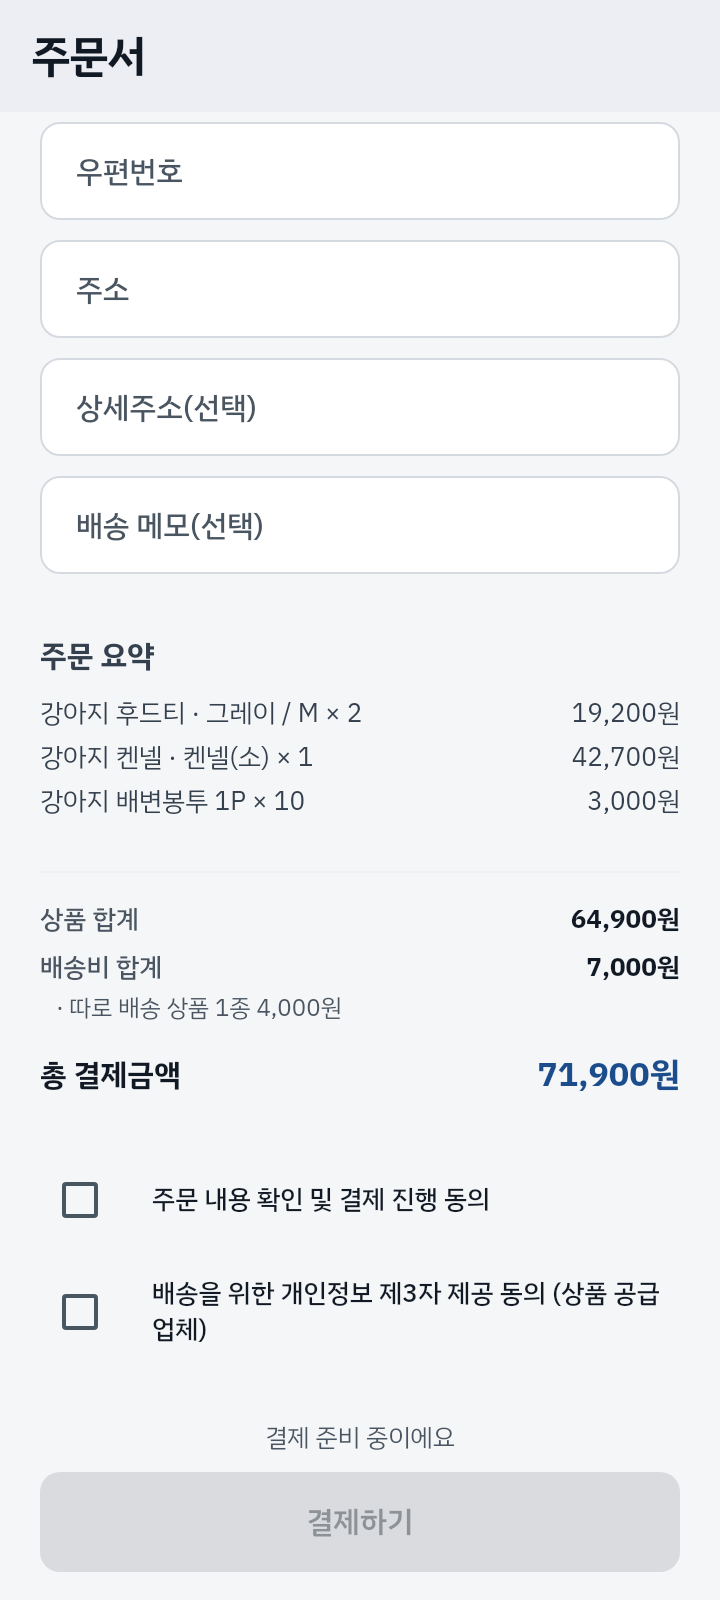 주문서
우편번호
주소
상세주소(선택)
배송 메모(선택)
주문 요약
강아지 후드티 · 그레이 / M × 2 19,200원
강아지 켄넬 · 켄넬(소) × 1 42,700원
강아지 배변봉투 1P × 10 3,000원
상품 합계 64,900원
배송비 합계 7,000원
· 따로 배송 상품 1종 4,000원
총 결제금액 71,900원
주문 내용 확인 및 결제 진행 동의
배송을 위한 개인정보 제3자 제공 동의 (상품 공급
업체)
결제 준비 중이에요
결제하기